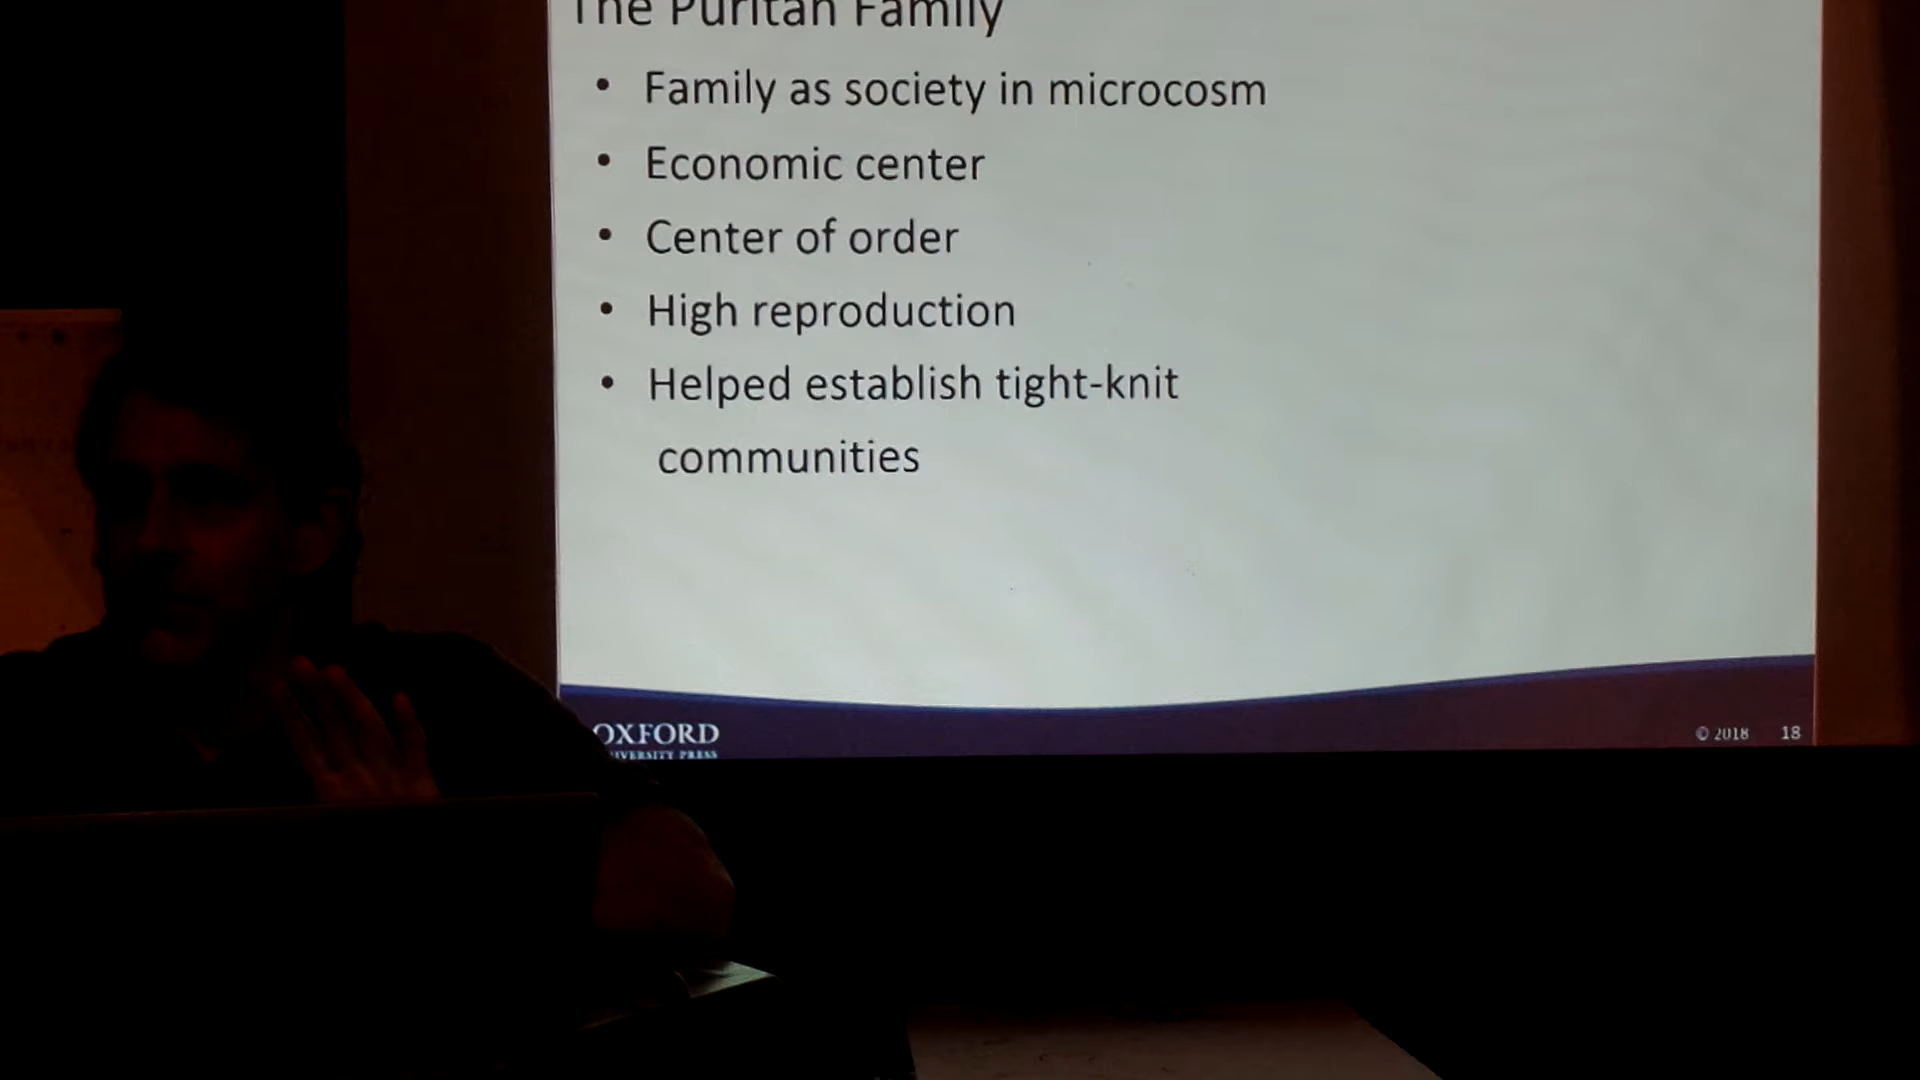 The Puritan Family
• Family as society in microcosm
• Economic center
• Center of order
• High reproduction
• Helped establish tight-knit
communities
OXFORD
IVERSITY PRESS
© 2018 18